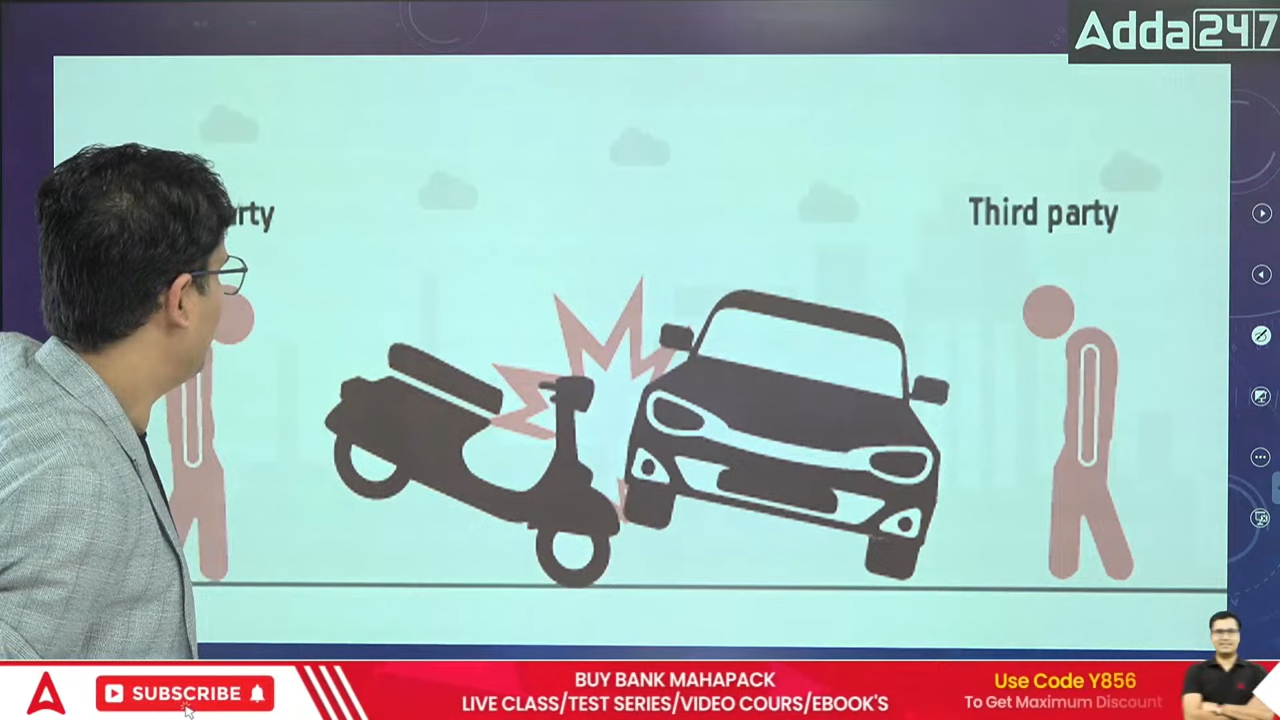 Adda247
arty
Third party
SUBSCRIBE
BUY BANK MAHAPACK
LIVE CLASS/TEST SERIES/VIDEO COURS/EBOOK'S
Use Code Y856
To Get Maximum Discount